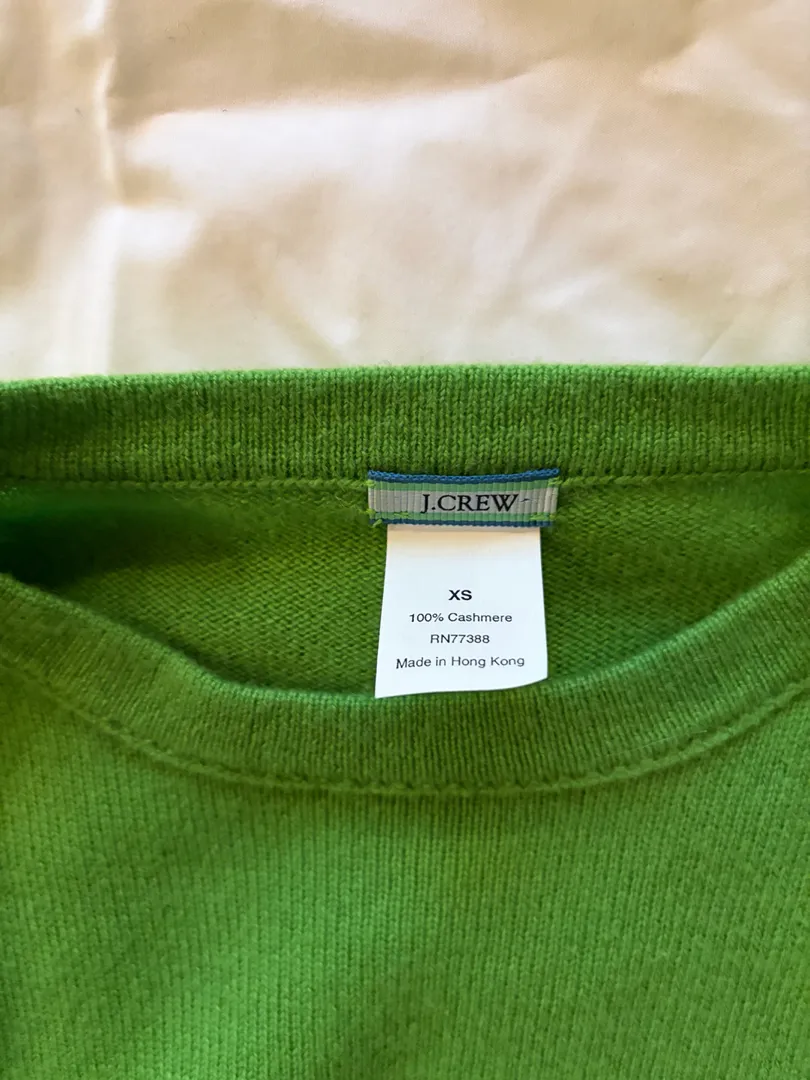 J.CREW
XS
100% Cashmere
RN77388
Made in Hong Kong